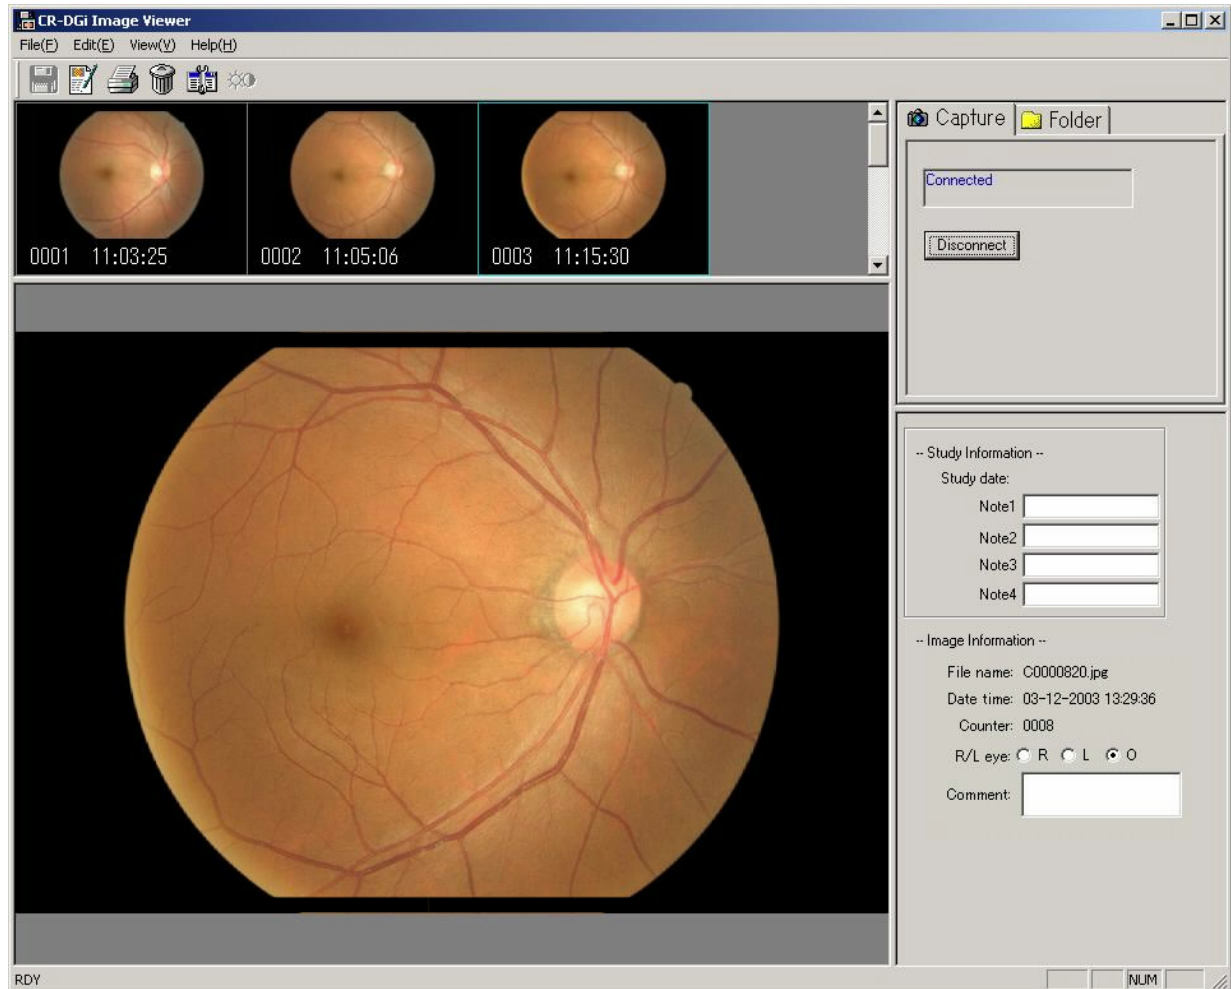 CR-DGi Image Viewer
File(F) Edit(E) View(V) Help(H)
0001 11:03:25
0002 11:05:06
0003 11:15:30
Capture Folder
Connected
Disconnect
-- Study Information --
Study date:
Note1
Note2
Note3
Note4
-- Image Information --
File name: C0000820.jpg
Date time: 03-12-2003 13:29:36
Counter: 0008
R/L eye: R L O
Comment:
RDY
NUM